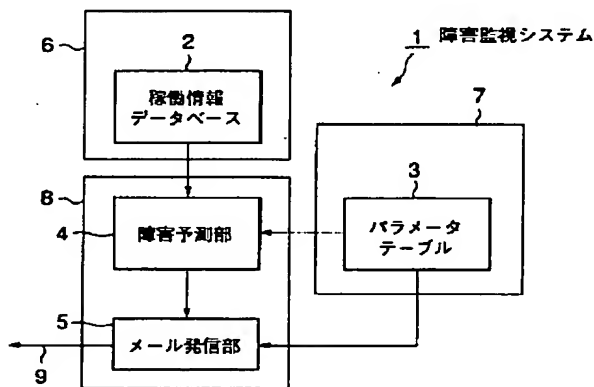 1 障害監視システム
6
2
稼働情報
データベース
7
8
3
パラメータ
テーブル
4
障害予測部
5
メール発信部
9